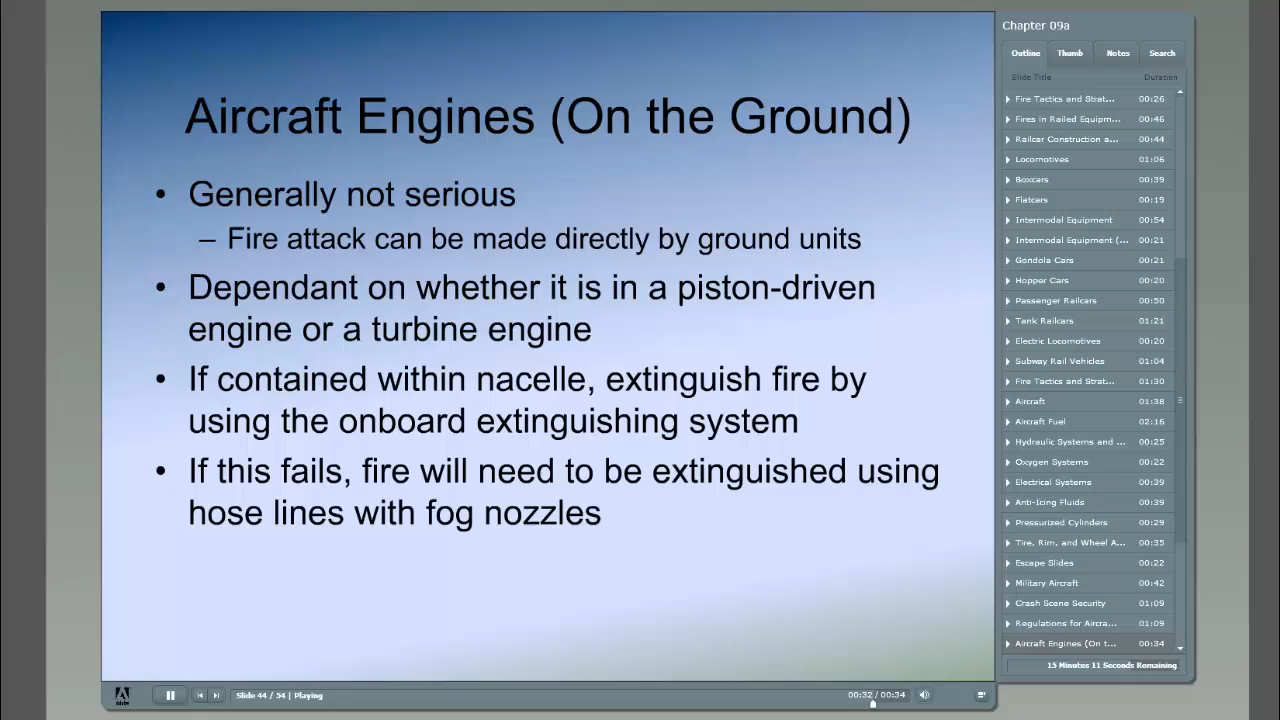 Aircraft Engines (On the Ground)
• Generally not serious
– Fire attack can be made directly by ground units
• Dependant on whether it is in a piston-driven
engine or a turbine engine
• If contained within nacelle, extinguish fire by
using the onboard extinguishing system
• If this fails, fire will need to be extinguished using
hose lines with fog nozzles
Chapter 09a
Outline Thumb Notes Search
Slide Title Duration
Fire Tactics and Strat... 00:26
Fires in Railed Equipm... 00:46
Railcar Construction a... 00:44
Locomotives 01:06
Boxcars 00:39
Flatcars 00:19
Intermodal Equipment 00:54
Intermodal Equipment (... 00:21
Gondola Cars 00:21
Hopper Cars 00:20
Passenger Railcars 00:50
Tank Railcars 01:21
Electric Locomotives 00:20
Subway Rail Vehicles 01:04
Fire Tactics and Strat... 01:30
Aircraft 01:38
Aircraft Fuel 02:16
Hydraulic Systems and ... 00:25
Oxygen Systems 00:22
Electrical Systems 00:39
Anti-Icing Fluids 00:39
Pressurized Cylinders 00:29
Tire, Rim, and Wheel A... 00:35
Escape Slides 00:22
Military Aircraft 00:42
Crash Scene Security 01:09
Regulations for Aircra... 01:09
Aircraft Engines (On t... 00:34
15 Minutes 11 Seconds Remaining
Adobe
Slide 44 / 54 | Playing
00:32 / 00:34